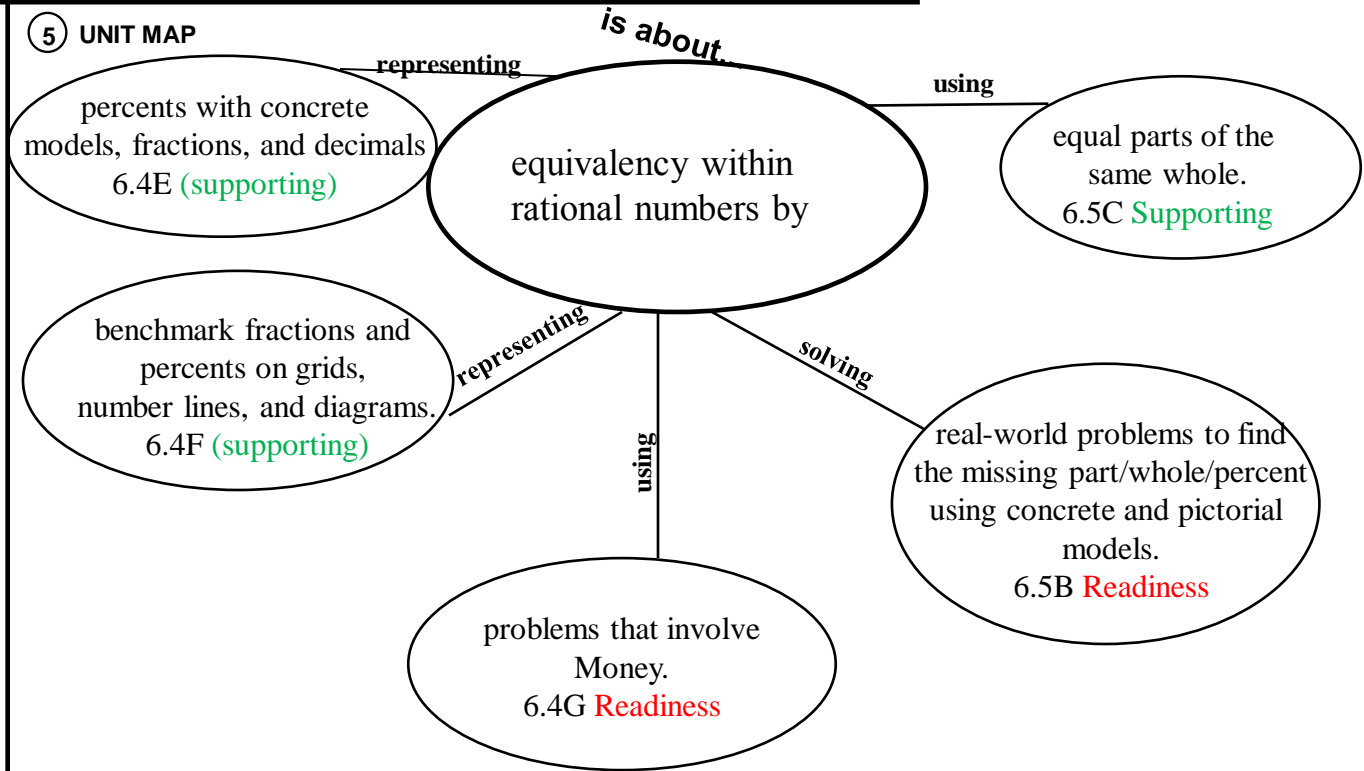 5 UNIT MAP
is about...
representing
using
percents with concrete
models, fractions, and decimals
6.4E (supporting)
equivalency within
rational numbers by
equal parts of the
same whole.
6.5C Supporting
benchmark fractions and
percents on grids,
number lines, and diagrams.
6.4F (supporting)
representing
using
solving
real-world problems to find
the missing part/whole/percent
using concrete and pictorial
models.
6.5B Readiness
problems that involve
Money.
6.4G Readiness